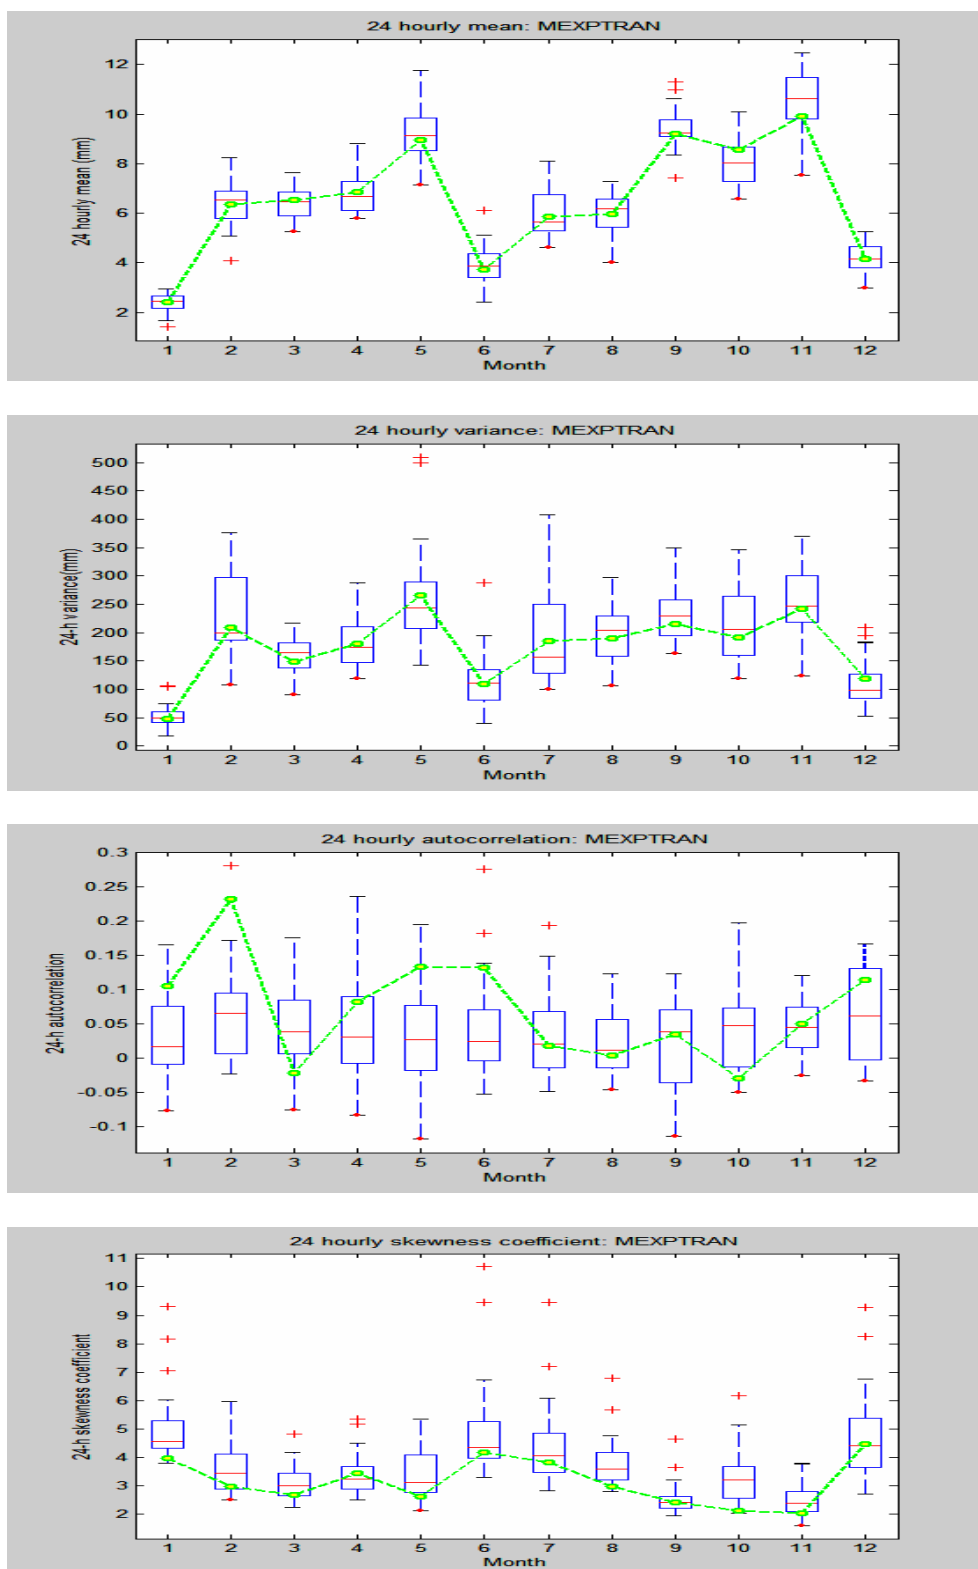 24 hourly mean: MEXPTRAN
24 hourly mean (mm)
12
10
8
6
4
2
1 2 3 4 5 6 7 8 9 10 11 12
Month
24 hourly variance: MEXPTRAN
24-h variance(mm)
500
450
400
350
300
250
200
150
100
50
0
1 2 3 4 5 6 7 8 9 10 11 12
Month
24 hourly autocorrelation: MEXPTRAN
24-h autocorrelation
0.3
0.25
0.2
0.15
0.1
0.05
0
-0.05
-0.1
1 2 3 4 5 6 7 8 9 10 11 12
Month
24 hourly skewness coefficient: MEXPTRAN
24-h skewness coefficient
11
10
9
8
7
6
5
4
3
2
1 2 3 4 5 6 7 8 9 10 11 12
Month